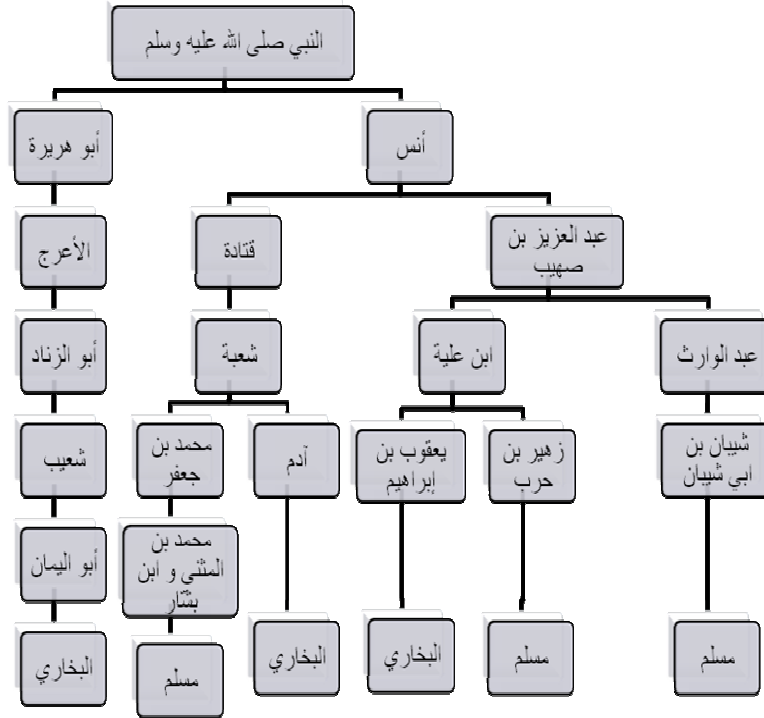 النبي صلى الله عليه وسلم
أنس
أبو هريرة
عبد العزيز بن
صهيب
قتادة
الأعرج
عبد الوارث
ابن علية
شعبة
أبو الزناد
شيبان بن
ابي شيبان
زهير بن
حرب
يعقوب بن
إبراهيم
آدم
محمد بن
جعفر
شعيب
محمد بن
المثني و ابن
بشار
أبو اليمان
مسلم
مسلم
البخاري
البخاري
مسلم
البخاري